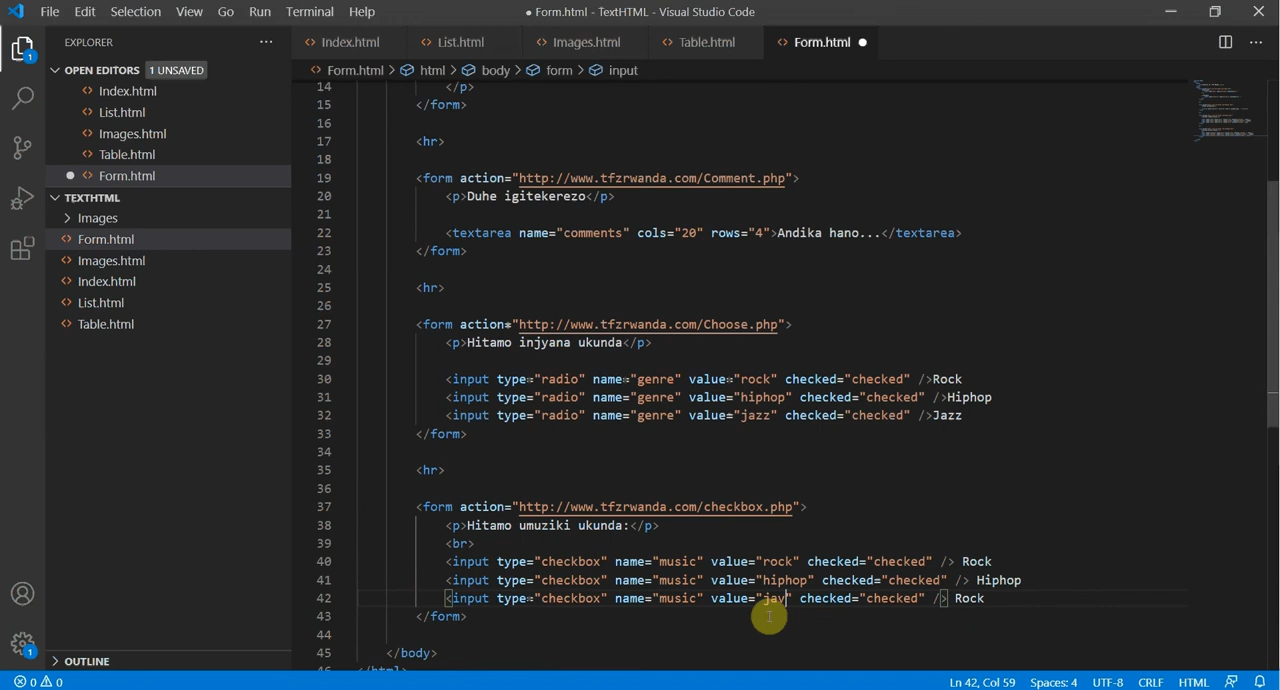 File Edit Selection View Go Run Terminal Help
● Form.html - TextHTML - Visual Studio Code
EXPLORER
OPEN EDITORS 1 UNSAVED
Index.html
List.html
Images.html
Table.html
Form.html
TEXTHTML
Images
Form.html
Images.html
Index.html
List.html
Table.html
OUTLINE
1
1
Index.html List.html Images.html Table.html Form.html
Form.html > html > body > form > input
14 </p>
15 </form>
16
17 <hr>
18
19 <form action="http://www.tfzrwanda.com/Comment.php">
20 <p>Duhe igitekerezo</p>
21
22 <textarea name="comments" cols="20" rows="4">Andika hano...</textarea>
23 </form>
24
25 <hr>
26
27 <form action="http://www.tfzrwanda.com/Choose.php">
28 <p>Hitamo injyana ukunda</p>
29
30 <input type="radio" name="genre" value="rock" checked="checked" />Rock
31 <input type="radio" name="genre" value="hiphop" checked="checked" />Hiphop
32 <input type="radio" name="genre" value="jazz" checked="checked" />Jazz
33 </form>
34
35 <hr>
36
37 <form action="http://www.tfzrwanda.com/checkbox.php">
38 <p>Hitamo umuziki ukunda:</p>
39 <br>
40 <input type="checkbox" name="music" value="rock" checked="checked" /> Rock
41 <input type="checkbox" name="music" value="hiphop" checked="checked" /> Hiphop
42 <input type="checkbox" name="music" value="jav" checked="checked" /> Rock
43 </form>
44
45 </body>
46 </html>
0 0 Ln 42, Col 59 Spaces: 4 UTF-8 CRLF HTML